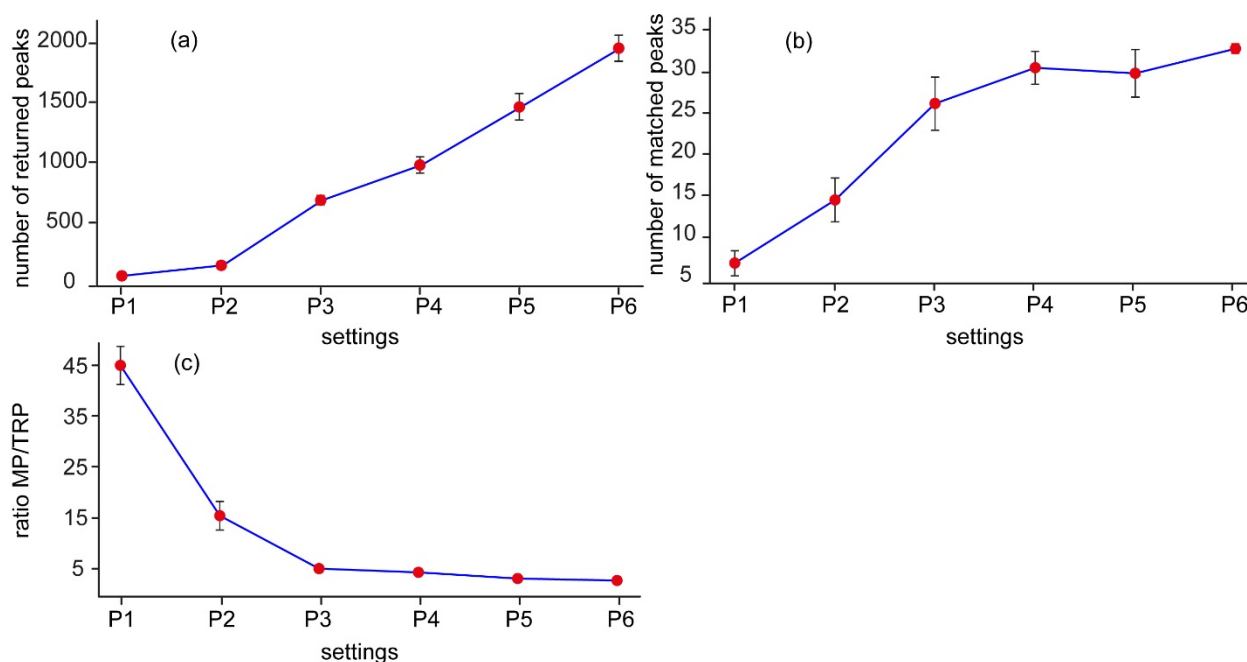 (a)
number of returned peaks
2000
1500
1000
500
0
P1 P2 P3 P4 P5 P6
settings
(b)
number of matched peaks
35
30
25
20
15
10
5
P1 P2 P3 P4 P5 P6
settings
(c)
ratio MP/TRP
45
35
25
15
5
P1 P2 P3 P4 P5 P6
settings